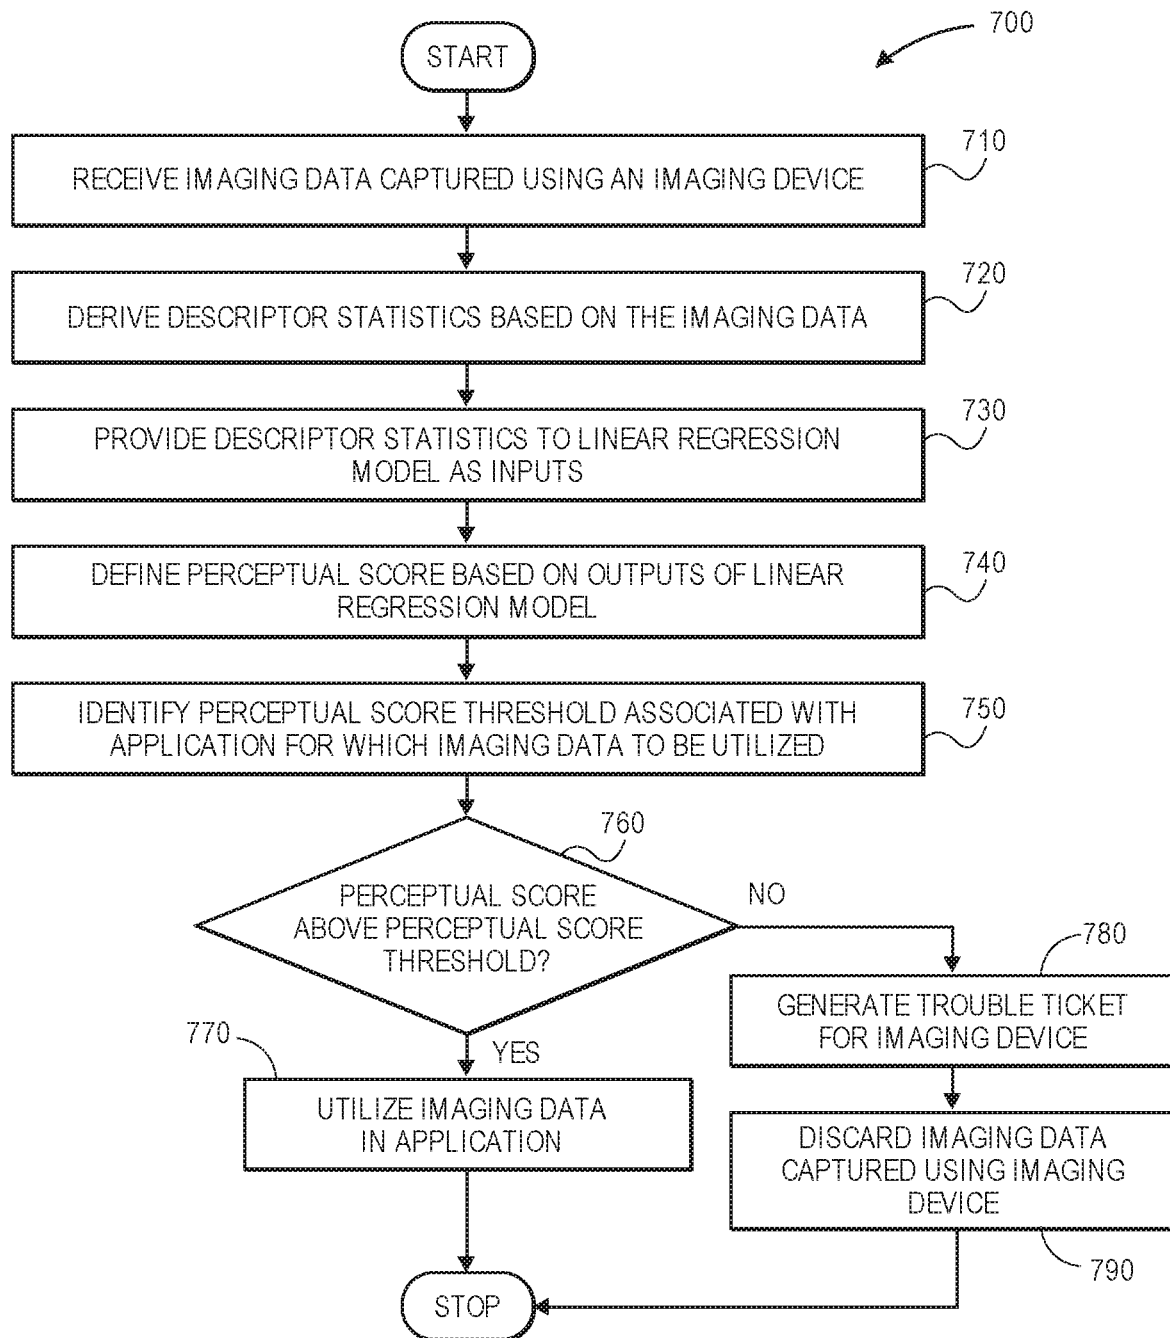 700
START
710
RECEIVE IMAGING DATA CAPTURED USING AN IMAGING DEVICE
720
DERIVE DESCRIPTOR STATISTICS BASED ON THE IMAGING DATA
730
PROVIDE DESCRIPTOR STATISTICS TO LINEAR REGRESSION
MODEL AS INPUTS
740
DEFINE PERCEPTUAL SCORE BASED ON OUTPUTS OF LINEAR
REGRESSION MODEL
750
IDENTIFY PERCEPTUAL SCORE THRESHOLD ASSOCIATED WITH
APPLICATION FOR WHICH IMAGING DATA TO BE UTILIZED
760
PERCEPTUAL SCORE
ABOVE PERCEPTUAL SCORE
THRESHOLD?
NO
780
GENERATE TROUBLE TICKET
FOR IMAGING DEVICE
770
YES
UTILIZE IMAGING DATA
IN APPLICATION
DISCARD IMAGING DATA
CAPTURED USING IMAGING
DEVICE
790
STOP